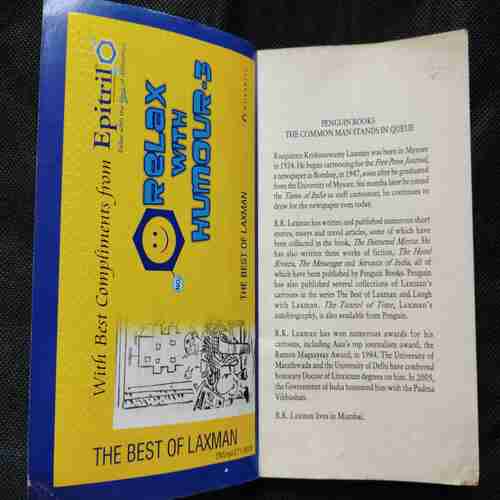 With Best Compliments from Epitril
RELAX
WITH
HUMOUR-3
THE BEST OF LAXMAN
THE BEST OF LAXMAN
PENGUIN BOOKS
THE COMMON MAN STANDS IN QUEUE
Rasipuram Krishnaswamy Laxman was born in Mysore
in 1924. He began cartooning for the Free Press Journal,
a newspaper in Bombay, in 1947, soon after he graduated
from the University of Mysore. Six months later he joined
the Times of India as staff cartoonist; he continues to
draw for the newspaper even today.
R.K. Laxman has written and published numerous short
stories, essays and travel articles, some of which have
been collected in the book, The Distorted Mirror. He
has also written three works of fiction, The Hotel
Riviera, The Messenger and Servants of India, all of
which have been published by Penguin Books. Penguin
has also published several collections of Laxman's
cartoons in the series The Best of Laxman and Laugh
with Laxman. The Tunnel of Time, Laxman's
autobiography, is also available from Penguin.
R.K. Laxman has won numerous awards for his
cartoons, including Asia's top journalism award, the
Ramon Magsaysay Award, in 1984. The University of
Marathwada and the University of Delhi have conferred
honorary Doctor of Literature degrees on him. In 2005,
the Government of India honoured him with the Padma
Vibhushan.
R.K. Laxman lives in Mumbai.